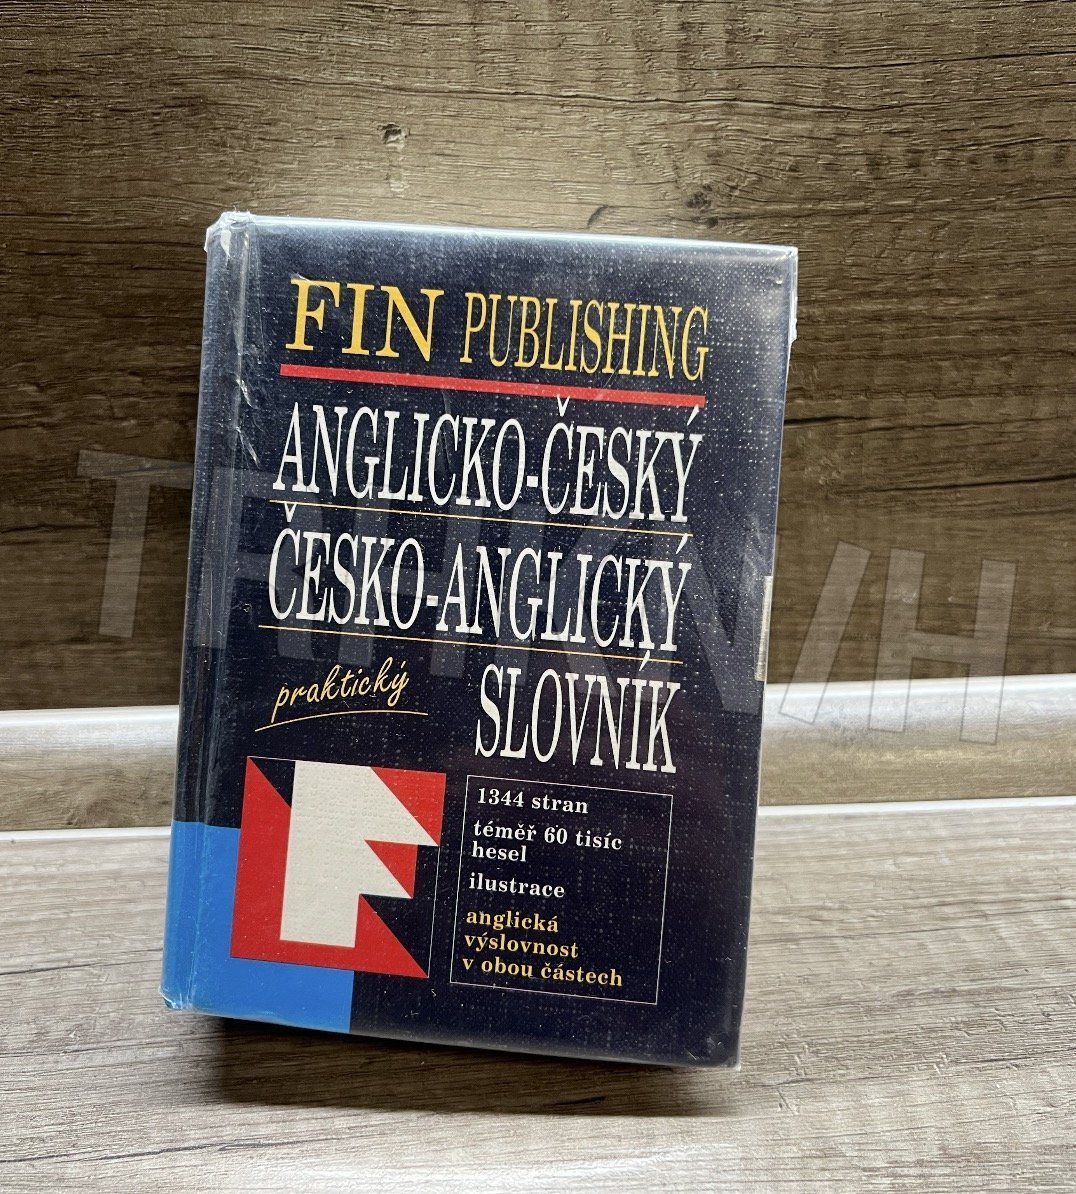 FIN PUBLISHING
ANGLICKO-ČESKÝ
ČESKO-ANGLICKÝ
praktický
SLOVNÍK
1344 stran
téměř 60 tisíc
hesel
ilustrace
anglická
výslovnost
v obou částech